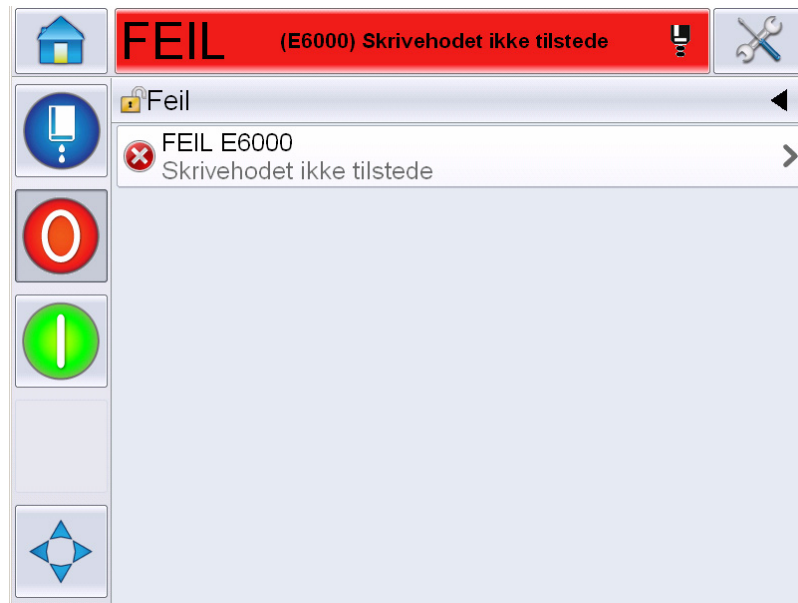 FEIL (E6000) Skrivehodet ikke tilstede
Feil
FEIL E6000
Skrivehodet ikke tilstede